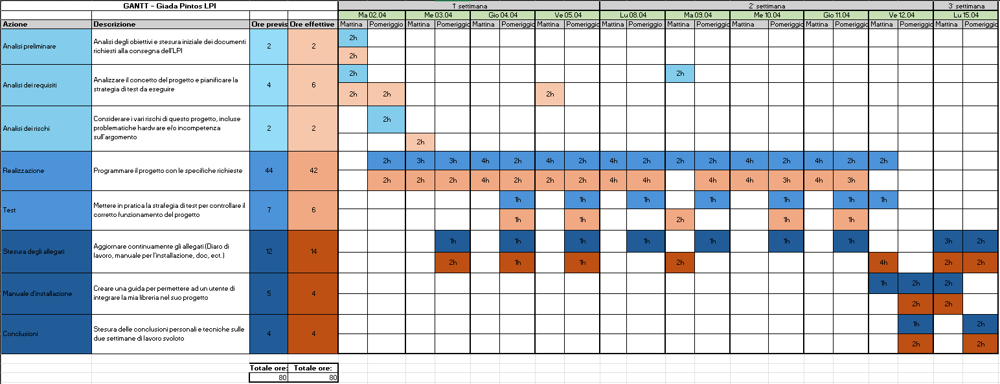 GANTT - Giada Pintos LPI 1° settimana 2° settimana 3° settimana
Ma 02.04 Me 03.04 Gio 04.04 Ve 05.04 Lu 08.04 Ma 09.04 Me 10.04 Gio 11.04 Ve 12.04 Lu 15.04
Azione Descrizione Ore previs Ore effettive Mattina Pomeriggio Mattina Pomeriggio Mattina Pomeriggio Mattina Pomeriggio Mattina Pomeriggio Mattina Pomeriggio Mattina Pomeriggio Mattina Pomeriggio Mattina Pomeriggio Mattina Pomeriggio
Analisi preliminare
Analisi degli obiettivi e stesura iniziale dei documenti
richiesti alla consegna dell'LPI
2 2
2h
2h
Analisi dei requisiti
Analizzare il concetto del progetto e pianificare la
strategia di test da eseguire
4 6
2h 2h
2h 2h 2h
Analisi dei rischi
Considerare i vari rischi di questo progetto, incluse
problematiche hardware e/o incompetenza
sull'argomento
2 2
2h
2h
Realizzazione
Programmare il progetto con le specifiche richieste
44 42
2h 3h 3h 4h 2h 4h 2h 4h 2h 2h 2h 4h 2h 4h 2h 2h
2h 2h 2h 4h 2h 2h 2h 4h 4h 4h 4h 3h 4h 3h
Test
Mettere in pratica la strafegia di test per controllare il
corretto funzionamento del progetto
7 6
1h 1h 1h 1h 1h 1h 1h
1h 1h 2h 1h 1h
Stesura degli allegati
Aggiornare continuamente gli allegati (Diaro di
lavoro, manuale per l'installazione, doc, ect.)
12 14
1h 1h 1h 1h 1h 1h 1h 3h 2h
2h 1h 1h 2h 4h 2h 2h
Manuale d'installazione
Creare una guida per permettere ad un utente di
integrare la mia libreria nel suo progetto
5 4
1h 2h 2h
2h 2h
Conclusioni
Stesura delle conclusioni personali e tecniche sulle
due settimane di lavoro svoloto
4 4
1h 2h
2h 2h
Totale ore: Totale ore:
80 80